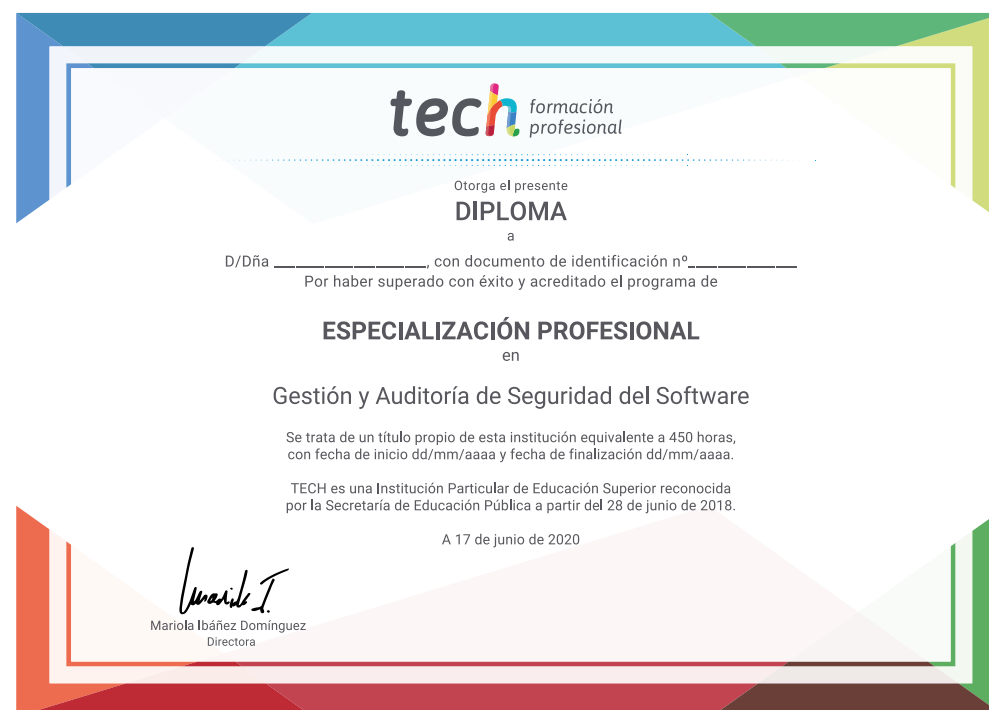 tech formación
profesional
Otorga el presente
DIPLOMA
a
D/Dña ________________, con documento de identificación nº____________
Por haber superado con éxito y acreditado el programa de
ESPECIALIZACIÓN PROFESIONAL
en
Gestión y Auditoría de Seguridad del Software
Se trata de un título propio de esta institución equivalente a 450 horas,
con fecha de inicio dd/mm/aaaa y fecha de finalización dd/mm/aaaa.
TECH es una Institución Particular de Educación Superior reconocida
por la Secretaría de Educación Pública a partir del 28 de junio de 2018.
A 17 de junio de 2020
Mariola Ibáñez Domínguez
Directora